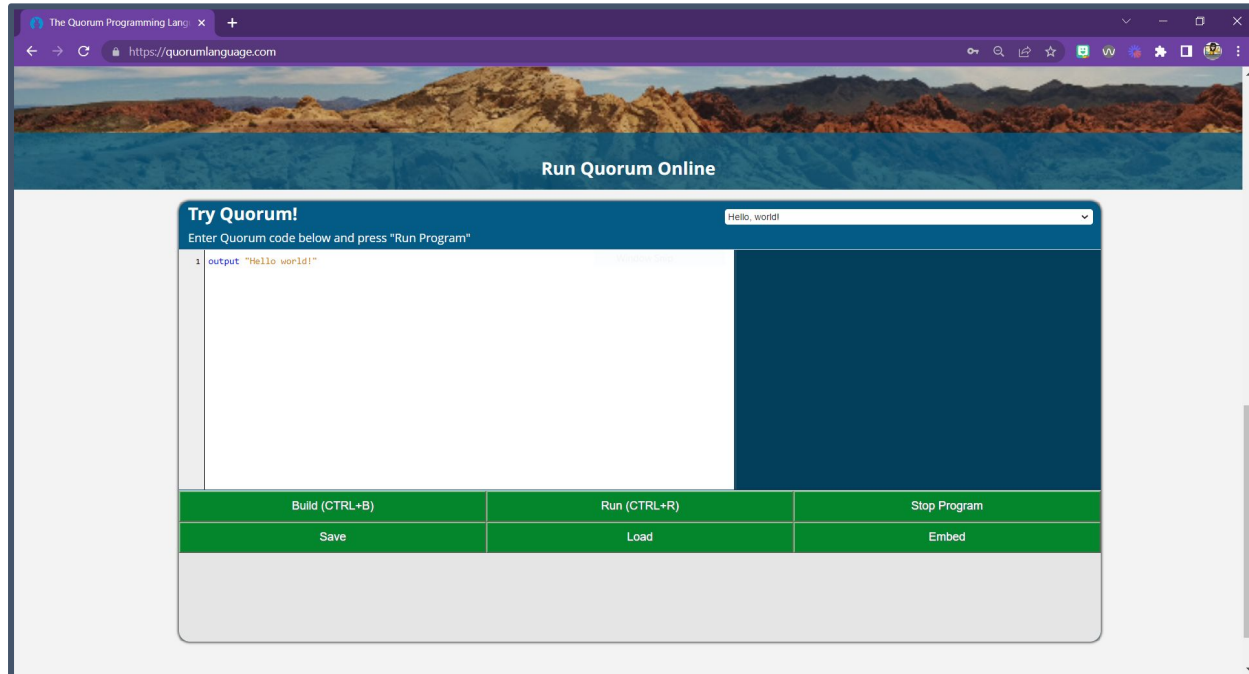 The Quorum Programming Lang
https://quorumlanguage.com
Run Quorum Online
Try Quorum!
Hello, world!
Enter Quorum code below and press "Run Program"
1 output "Hello world!"
Build (CTRL+B) Run (CTRL+R) Stop Program
Save Load Embed